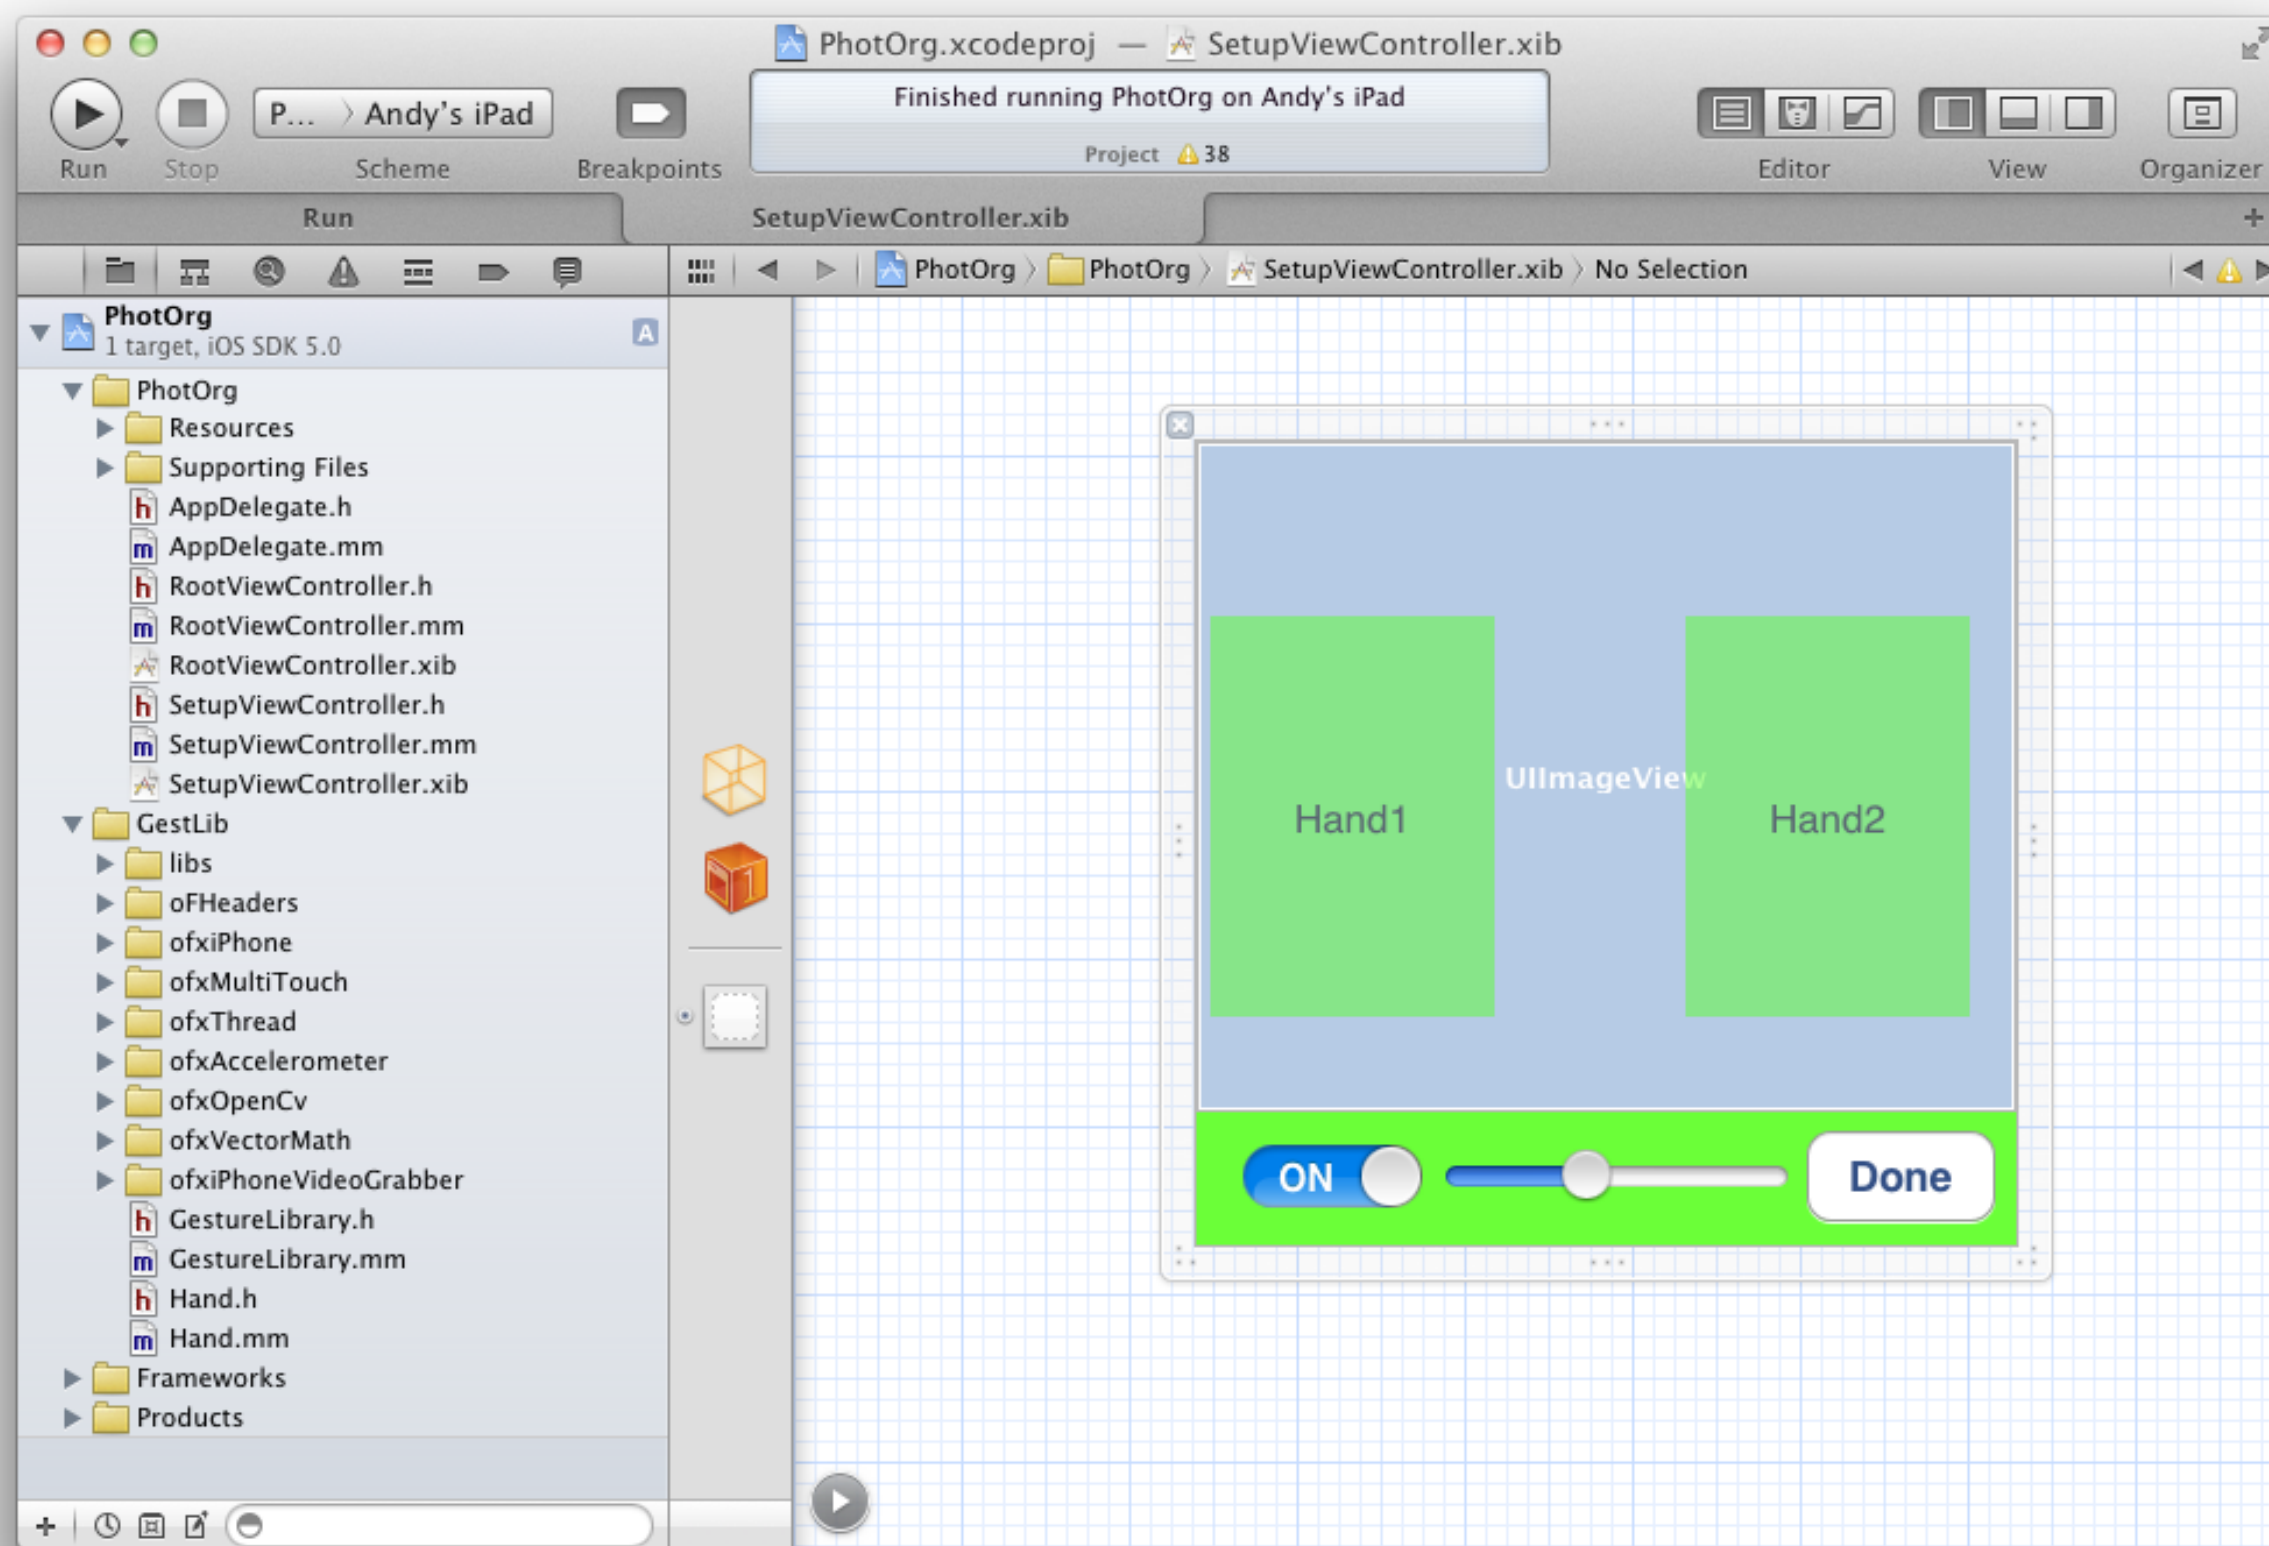 PhotOrg.xcodeproj — SetupViewController.xib
P... Andy's iPad
Finished running PhotOrg on Andy's iPad
Project 38
Run Stop Scheme Breakpoints Editor View Organizer
Run SetupViewController.xib +
PhotOrg PhotOrg SetupViewController.xib No Selection
PhotOrg A
1 target, iOS SDK 5.0
PhotOrg
Resources
Supporting Files
h AppDelegate.h
m AppDelegate.mm
h RootViewController.h
m RootViewController.mm
RootViewController.xib
h SetupViewController.h
m SetupViewController.mm
SetupViewController.xib
GestLib
libs
oFHeaders
ofxiPhone
ofxMultiTouch
ofxThread
ofxAccelerometer
ofxOpenCv
ofxVectorMath
ofxiPhoneVideoGrabber
h GestureLibrary.h
m GestureLibrary.mm
h Hand.h
m Hand.mm
Frameworks
Products
1
UIImageView
Hand1 Hand2
ON Done